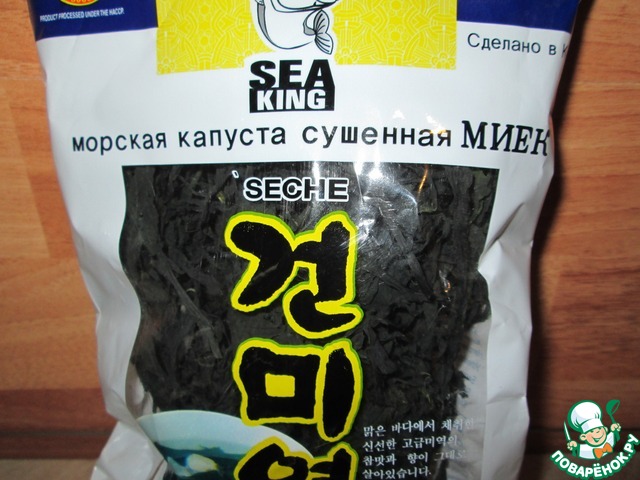 PRODUCT PROCESSED UNDER THE HACCP
Сделано в
SEA
KING
морская капуста сушенная МИЕК
SECHE
건
미
역
맑은 바다에서 채취한
신선한 고급미역의
참맛과 향이 그대로
살아있습니다.
ПОВАРЁНОК.РУ